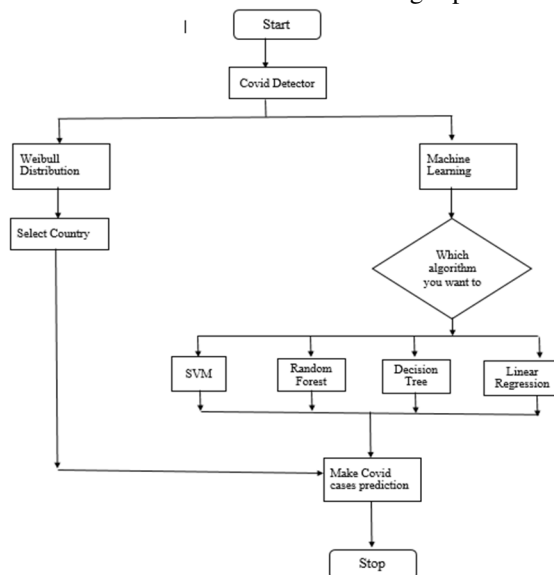 Start
Covid Detector
Weibull
Distribution
Machine
Learning
Select Country
Which
algorithm
you want to
SVM
Random
Forest
Decision
Tree
Linear
Regression
Make Covid
cases prediction
Stop